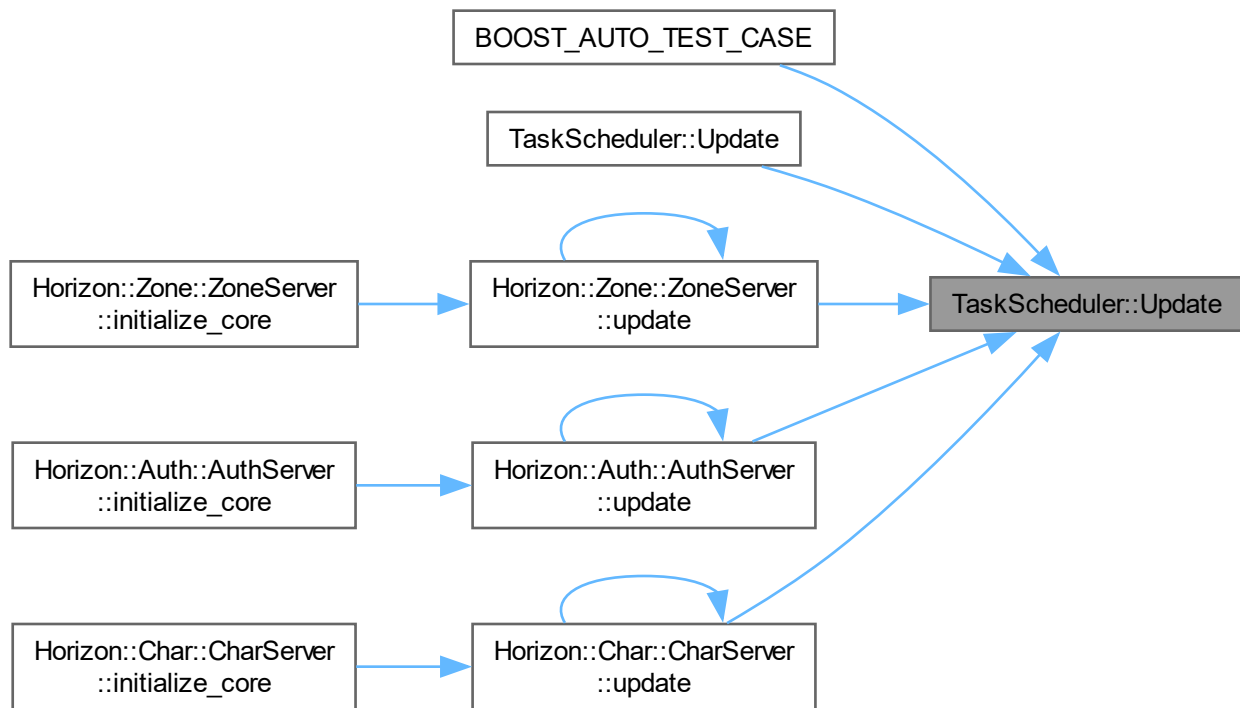 BOOST_AUTO_TEST_CASE
TaskScheduler::Update
Horizon::Zone::ZoneServer
::initialize_core
Horizon::Zone::ZoneServer
::update
TaskScheduler::Update
Horizon::Auth::AuthServer
::initialize_core
Horizon::Auth::AuthServer
::update
Horizon::Char::CharServer
::initialize_core
Horizon::Char::CharServer
::update